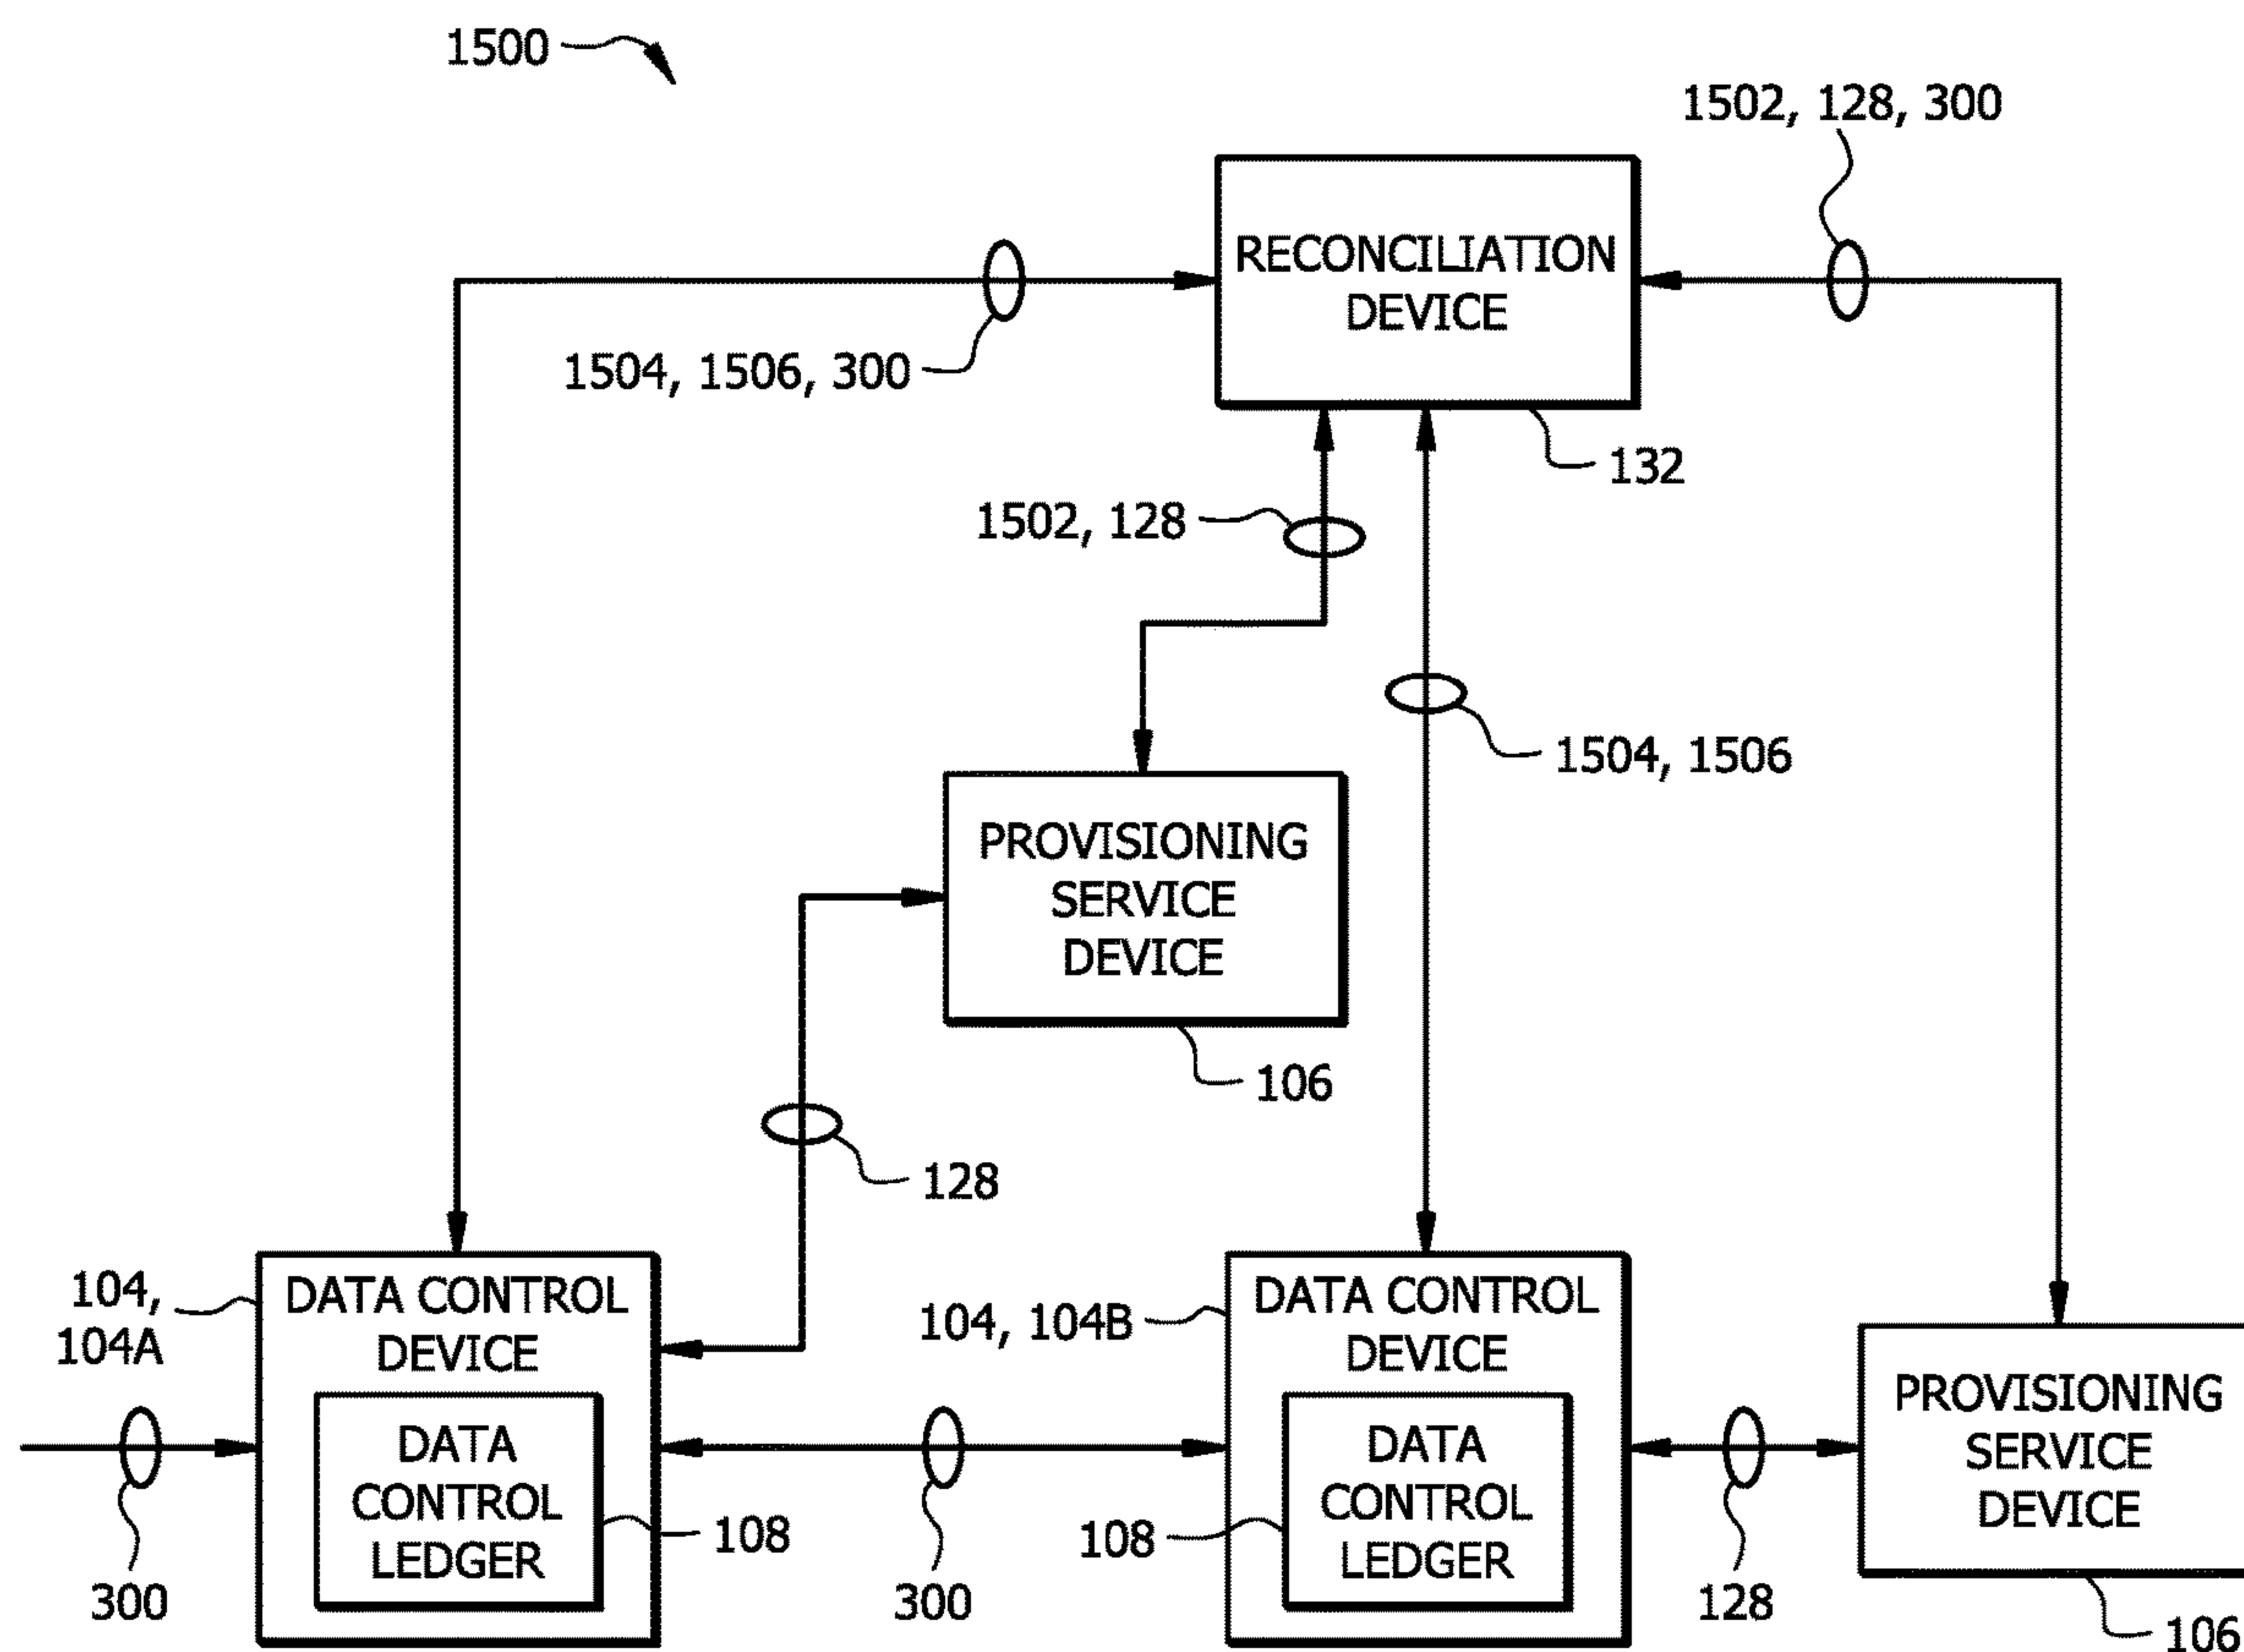 1500
1502, 128, 300
RECONCILIATION
DEVICE
1504, 1506, 300
132
1502, 128
1504, 1506
PROVISIONING
SERVICE
DEVICE
106
128
104,
104A
DATA CONTROL
DEVICE
DATA
CONTROL
LEDGER
108
300
300
104, 104B
DATA CONTROL
DEVICE
DATA
CONTROL
LEDGER
108
128
PROVISIONING
SERVICE
DEVICE
106